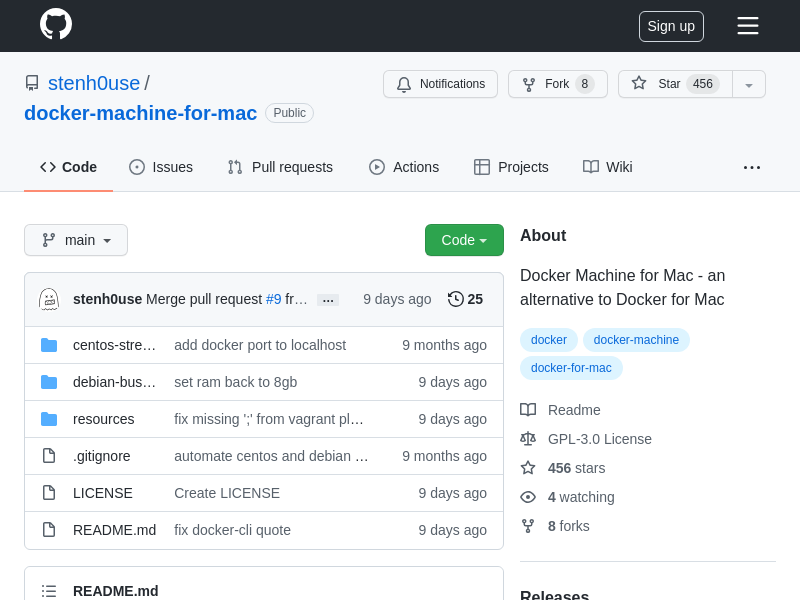 Sign up
stenh0use /
docker-machine-for-mac Public
Notifications
Fork 8
Star 456
Code
Issues
Pull requests
Actions
Projects
Wiki
main
Code
stenh0use Merge pull request #9 fr… ... 9 days ago 25
centos-stre… add docker port to localhost 9 months ago
debian-bus… set ram back to 8gb 9 days ago
resources fix missing ';' from vagrant pl… 9 days ago
.gitignore automate centos and debian … 9 months ago
LICENSE Create LICENSE 9 days ago
README.md fix docker-cli quote 9 days ago
README.md
About
Docker Machine for Mac - an
alternative to Docker for Mac
docker docker-machine
docker-for-mac
Readme
GPL-3.0 License
456 stars
4 watching
8 forks
Releases